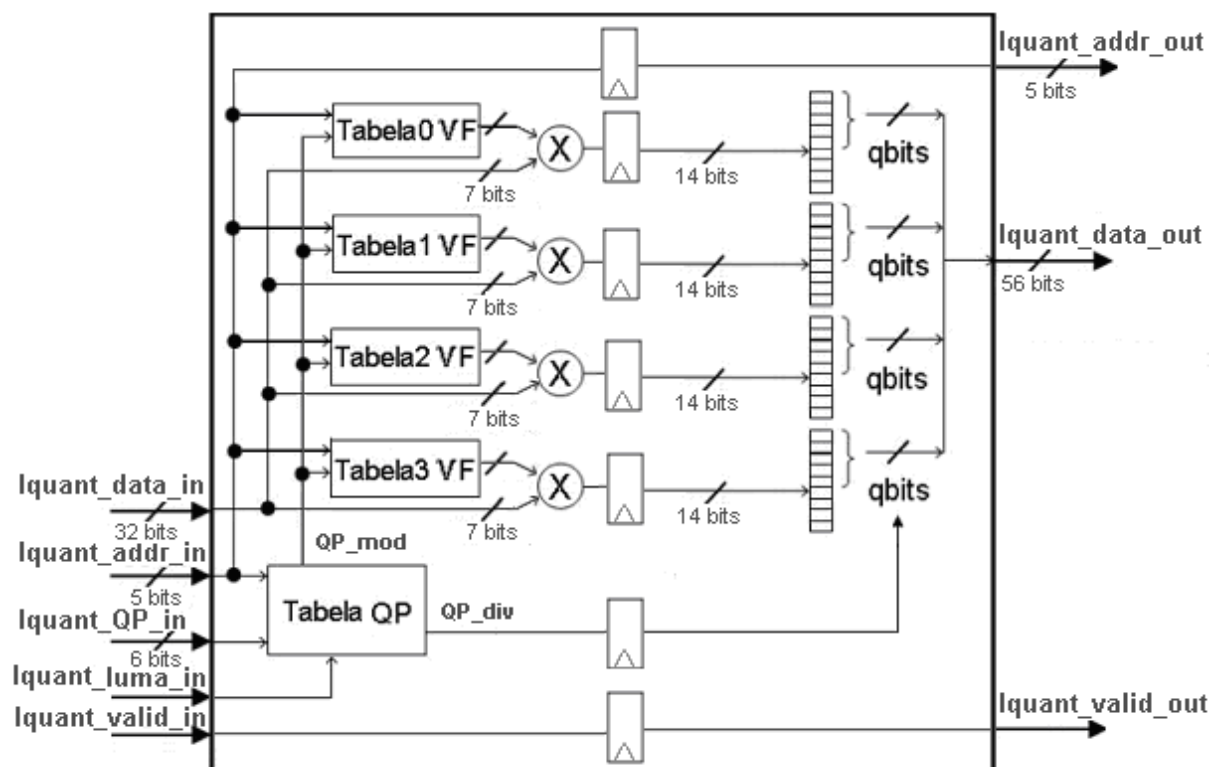 Iquant_addr_out
5 bits
Tabela0 VF
X
7 bits
14 bits
qbits
Tabela1 VF
X
7 bits
14 bits
qbits
Iquant_data_out
56 bits
Tabela2 VF
X
7 bits
14 bits
qbits
Tabela3 VF
X
7 bits
14 bits
qbits
Iquant_data_in
32 bits
Iquant_addr_in
5 bits
QP_mod
Tabela QP
QP_div
Iquant_QP_in
6 bits
Iquant_luma_in
Iquant_valid_in
Iquant_valid_out